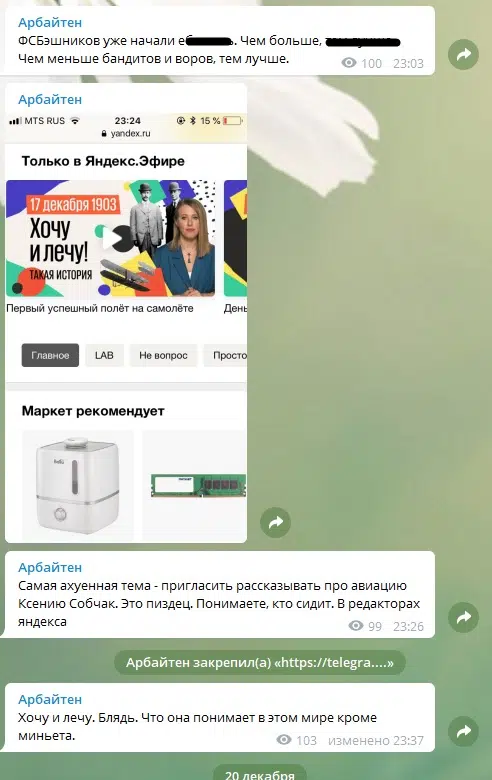 Арбайтен
ФСБэшников уже начали е
. Чем больше,
Чем меньше бандитов и воров, тем лучше.
100 23:03
Арбайтен
MTS RUS 23:24 15 %
yandex.ru
Только в Яндекс.Эфире
17 декабря 1903
Хочу
и лечу!
ТАКАЯ ИСТОРИЯ
Первый успешный полёт на самолёте
Ден
Главное LAB Не вопрос Просто
Маркет рекомендует
Ballu
PATRIOT
Арбайтен
Самая ахуенная тема - пригласить рассказывать про авиацию
Ксению Собчак. Это пиздец. Понимаете, кто сидит. В редакторах
яндекса
99 23:26
Арбайтен закрепил(а) «https://telegra....»
Арбайтен
Хочу и лечу. Блядь. Что она понимает в этом мире кроме
миньета.
103 изменено 23:37
20 декабря